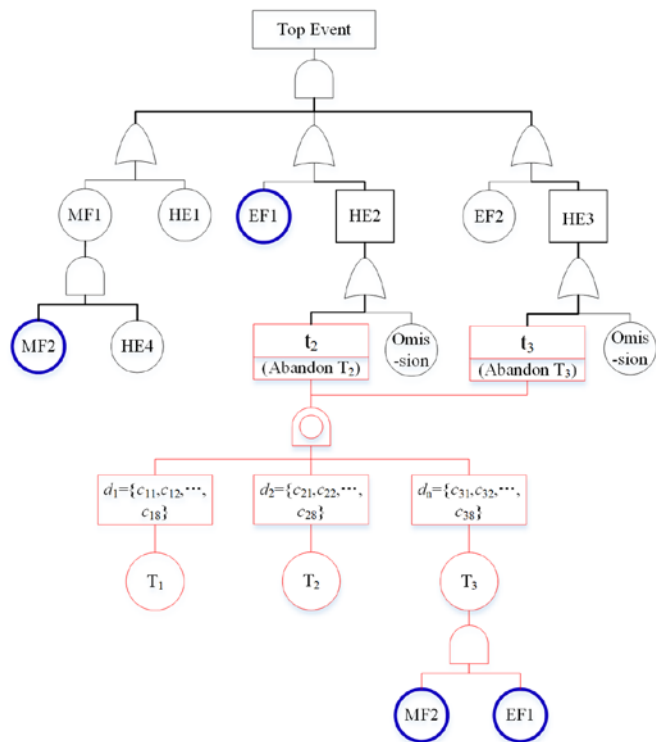 Top Event
MF1
HE1
EF1
HE2
EF2
HE3
MF2
HE4
t2
(Abandon T2)
Omis
-sion
t3
(Abandon T3)
Omis
-sion
d1={c11,c12,⋯,
c18}
d2={c21,c22,⋯,
c28}
dn={c31,c32,⋯,
c38}
T1
T2
T3
MF2
EF1